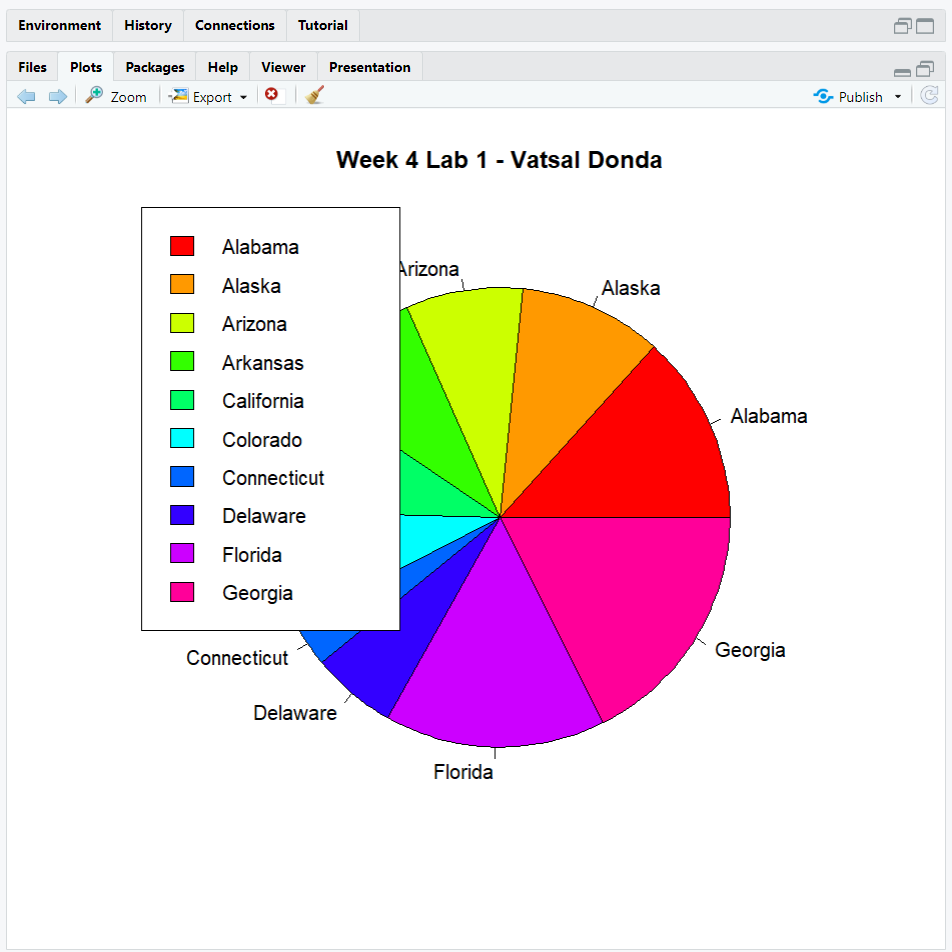 Environment History Connections Tutorial
Files Plots Packages Help Viewer Presentation
Zoom Export Publish
Week 4 Lab 1 - Vatsal Donda
Alabama
Alaska
Arizona
Arkansas
California
Colorado
Connecticut
Delaware
Florida
Georgia
Arizona
Alaska
Alabama
Georgia
Connecticut
Delaware
Florida